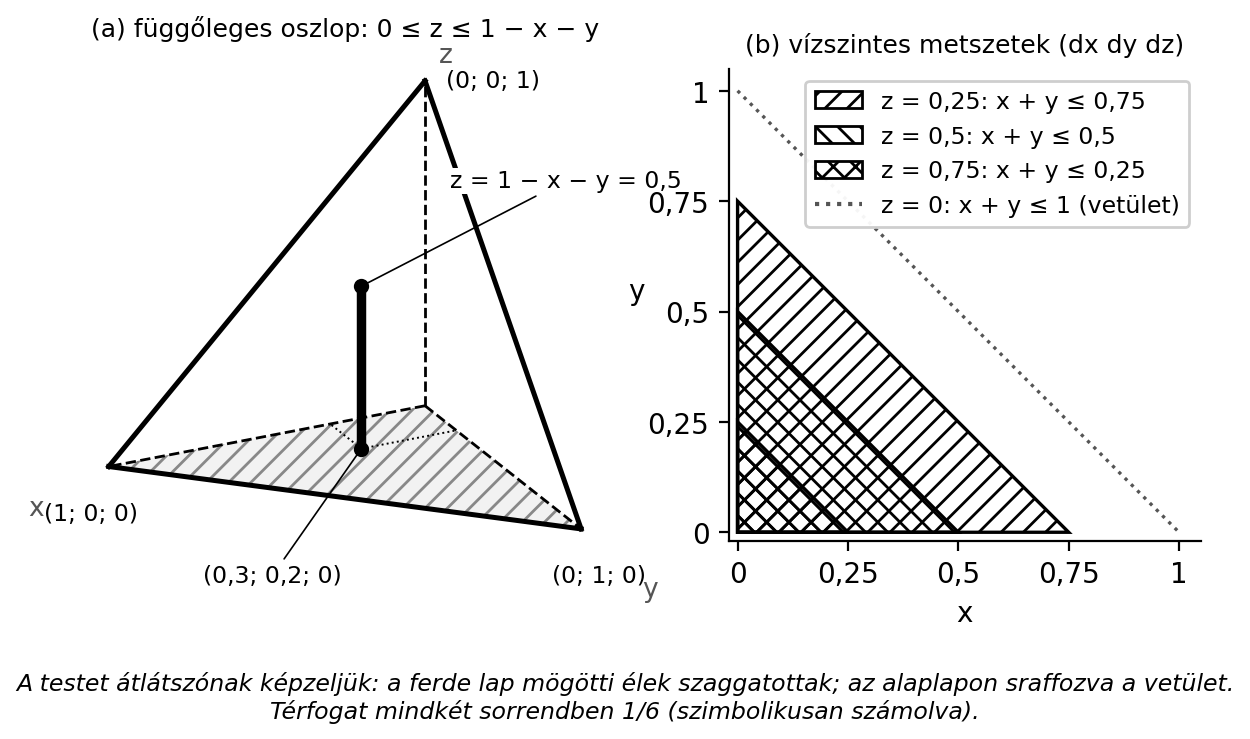 (a) függőleges oszlop: 0 ≤ z ≤ 1 − x − y
z
(0; 0; 1)
z = 1 − x − y = 0,5
x
(1; 0; 0)
(0,3; 0,2; 0)
(0; 1; 0)
y
(b) vízszintes metszetek (dx dy dz)
z = 0,25: x + y ≤ 0,75
z = 0,5: x + y ≤ 0,5
z = 0,75: x + y ≤ 0,25
z = 0: x + y ≤ 1 (vetület)
1
0,75
y
0,5
0,25
0
0 0,25 0,5 0,75 1
x
A testet átlátszónak képzeljük: a ferde lap mögötti élek szaggatottak; az alaplapon sraffozva a vetület.
Térfogat mindkét sorrendben 1/6 (szimbolikusan számolva).